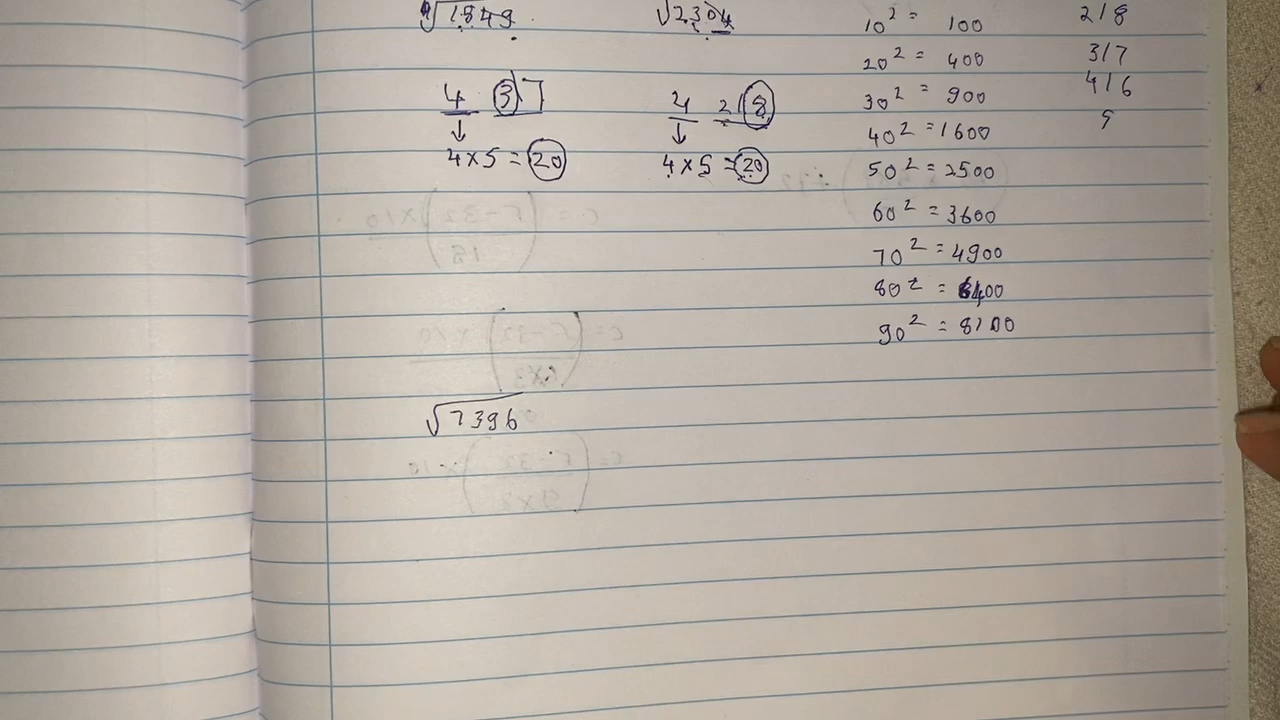 √1849
√2304
4 3/7
4 2/8
↓
↓
4×5=20
4×5=20
√7396
10² = 100
20² = 400
30² = 900
40² = 1600
50² = 2500
60² = 3600
70² = 4900
80² = 6400
90² = 8100
2/8
3/7
4/6
9